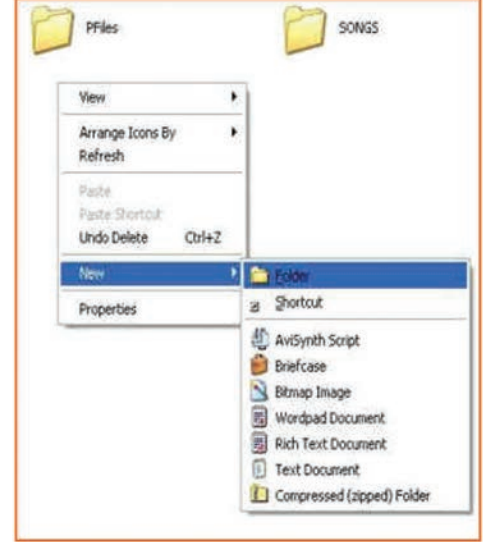 PFiles
SONGS
View
Arrange Icons By
Refresh
Paste
Paste Shortcut
Undo Delete Ctrl+Z
New
Properties
Folder
Shortcut
AviSynth Script
Briefcase
Bitmap Image
Wordpad Document
Rich Text Document
Text Document
Compressed (zipped) Folder